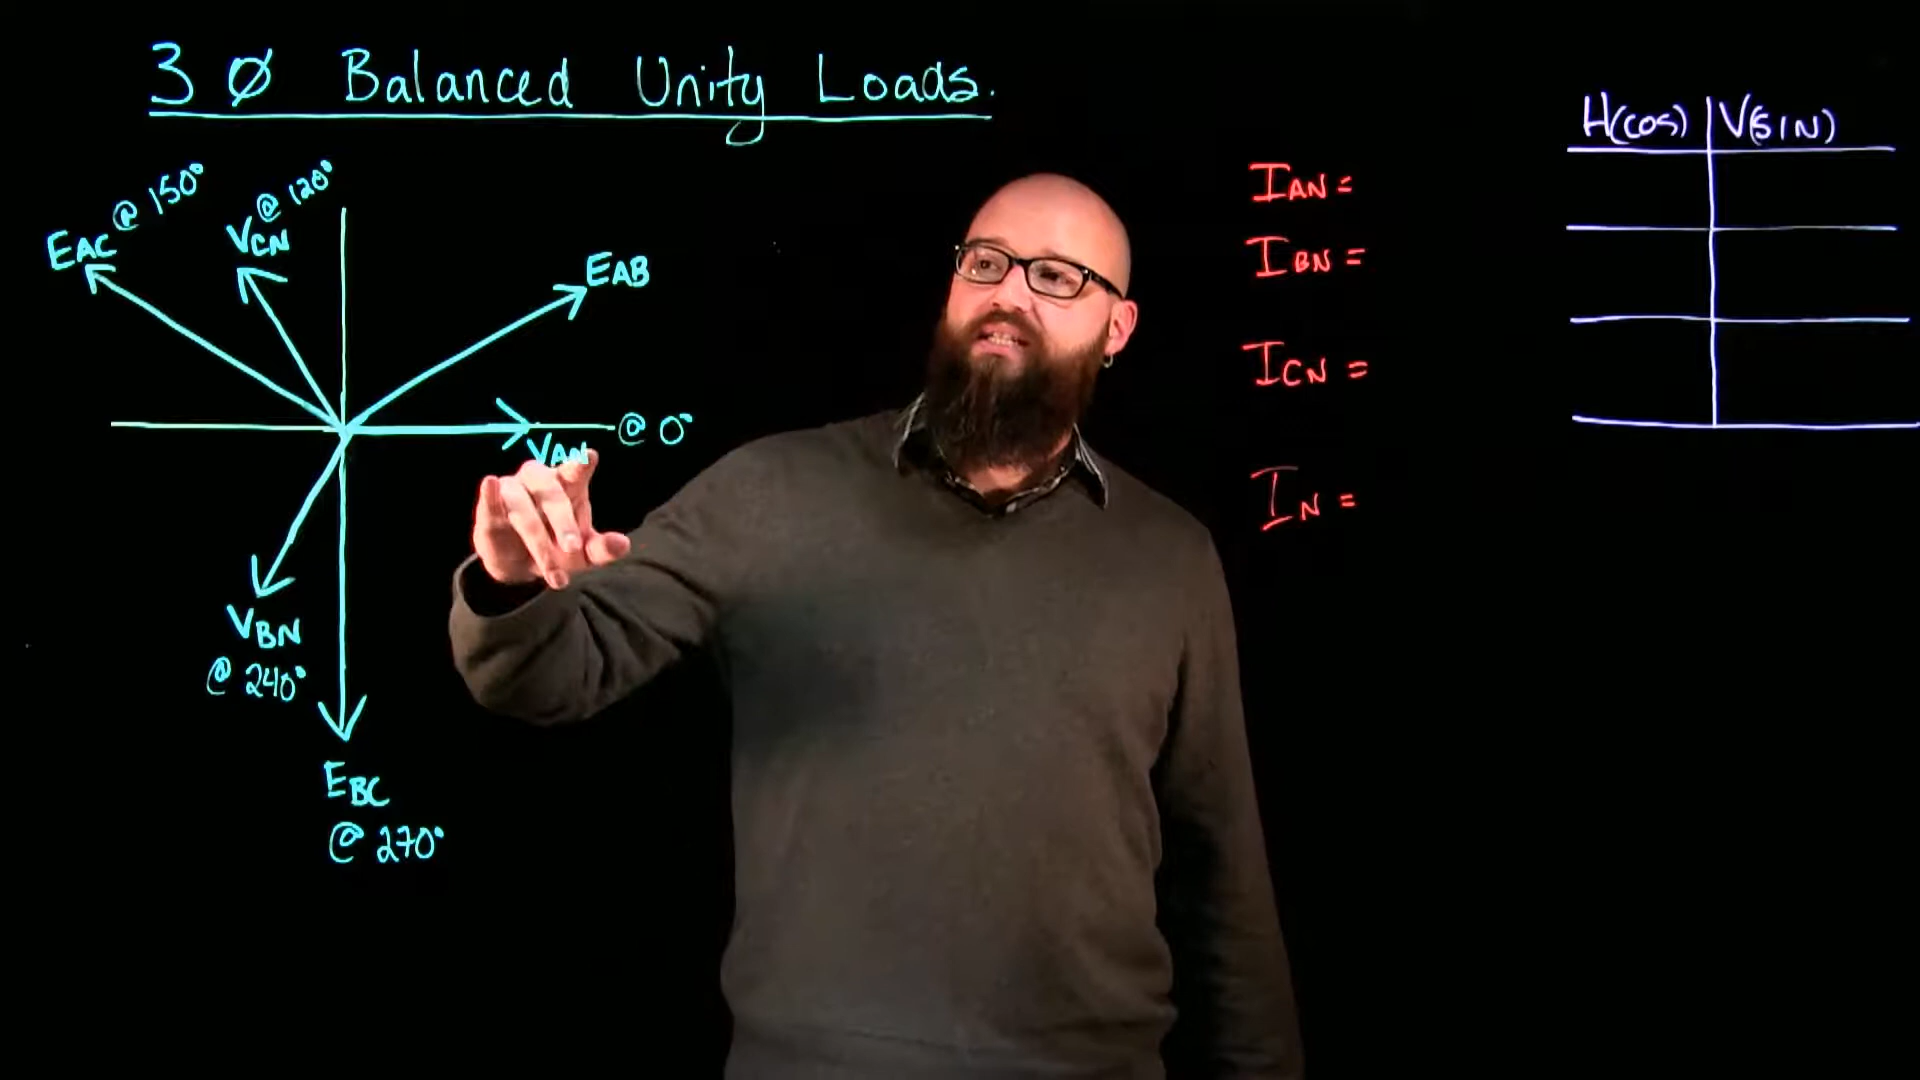 3 Ø Balanced Unity Loads.
EAC @ 150°
VCN @ 120°
EAB
VAN @ 0°
VBN
@ 240°
EBC
@ 270°
IAN =
IBN =
ICN =
IN =
H(COS) V(SIN)